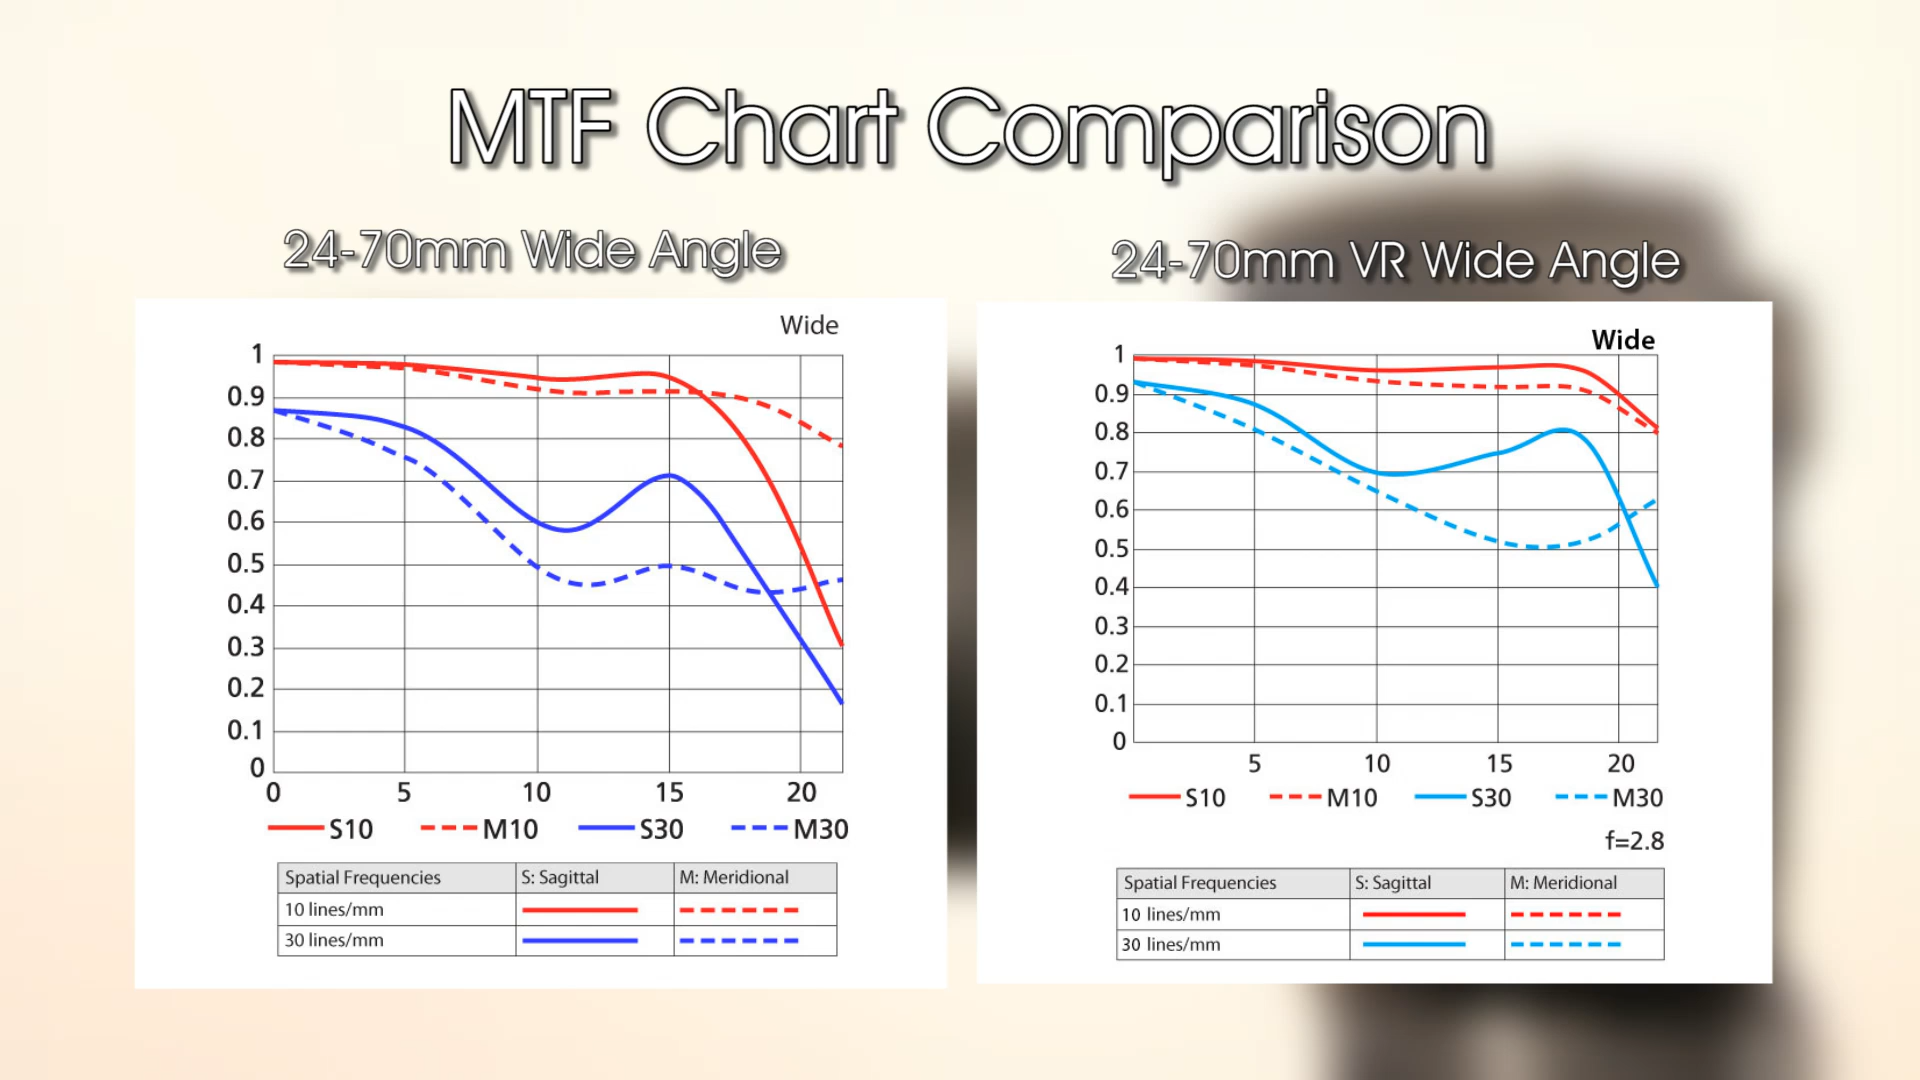 MTF Chart Comparison
24-70mm Wide Angle
Wide
1
0.9
0.8
0.7
0.6
0.5
0.4
0.3
0.2
0.1
0
0 5 10 15 20
S10 M10 S30 M30
Spatial Frequencies S: Sagittal M: Meridional
10 lines/mm
30 lines/mm
24-70mm VR Wide Angle
Wide
1
0.9
0.8
0.7
0.6
0.5
0.4
0.3
0.2
0.1
0
5 10 15 20
S10 M10 S30 M30
f=2.8
Spatial Frequencies S: Sagittal M: Meridional
10 lines/mm
30 lines/mm